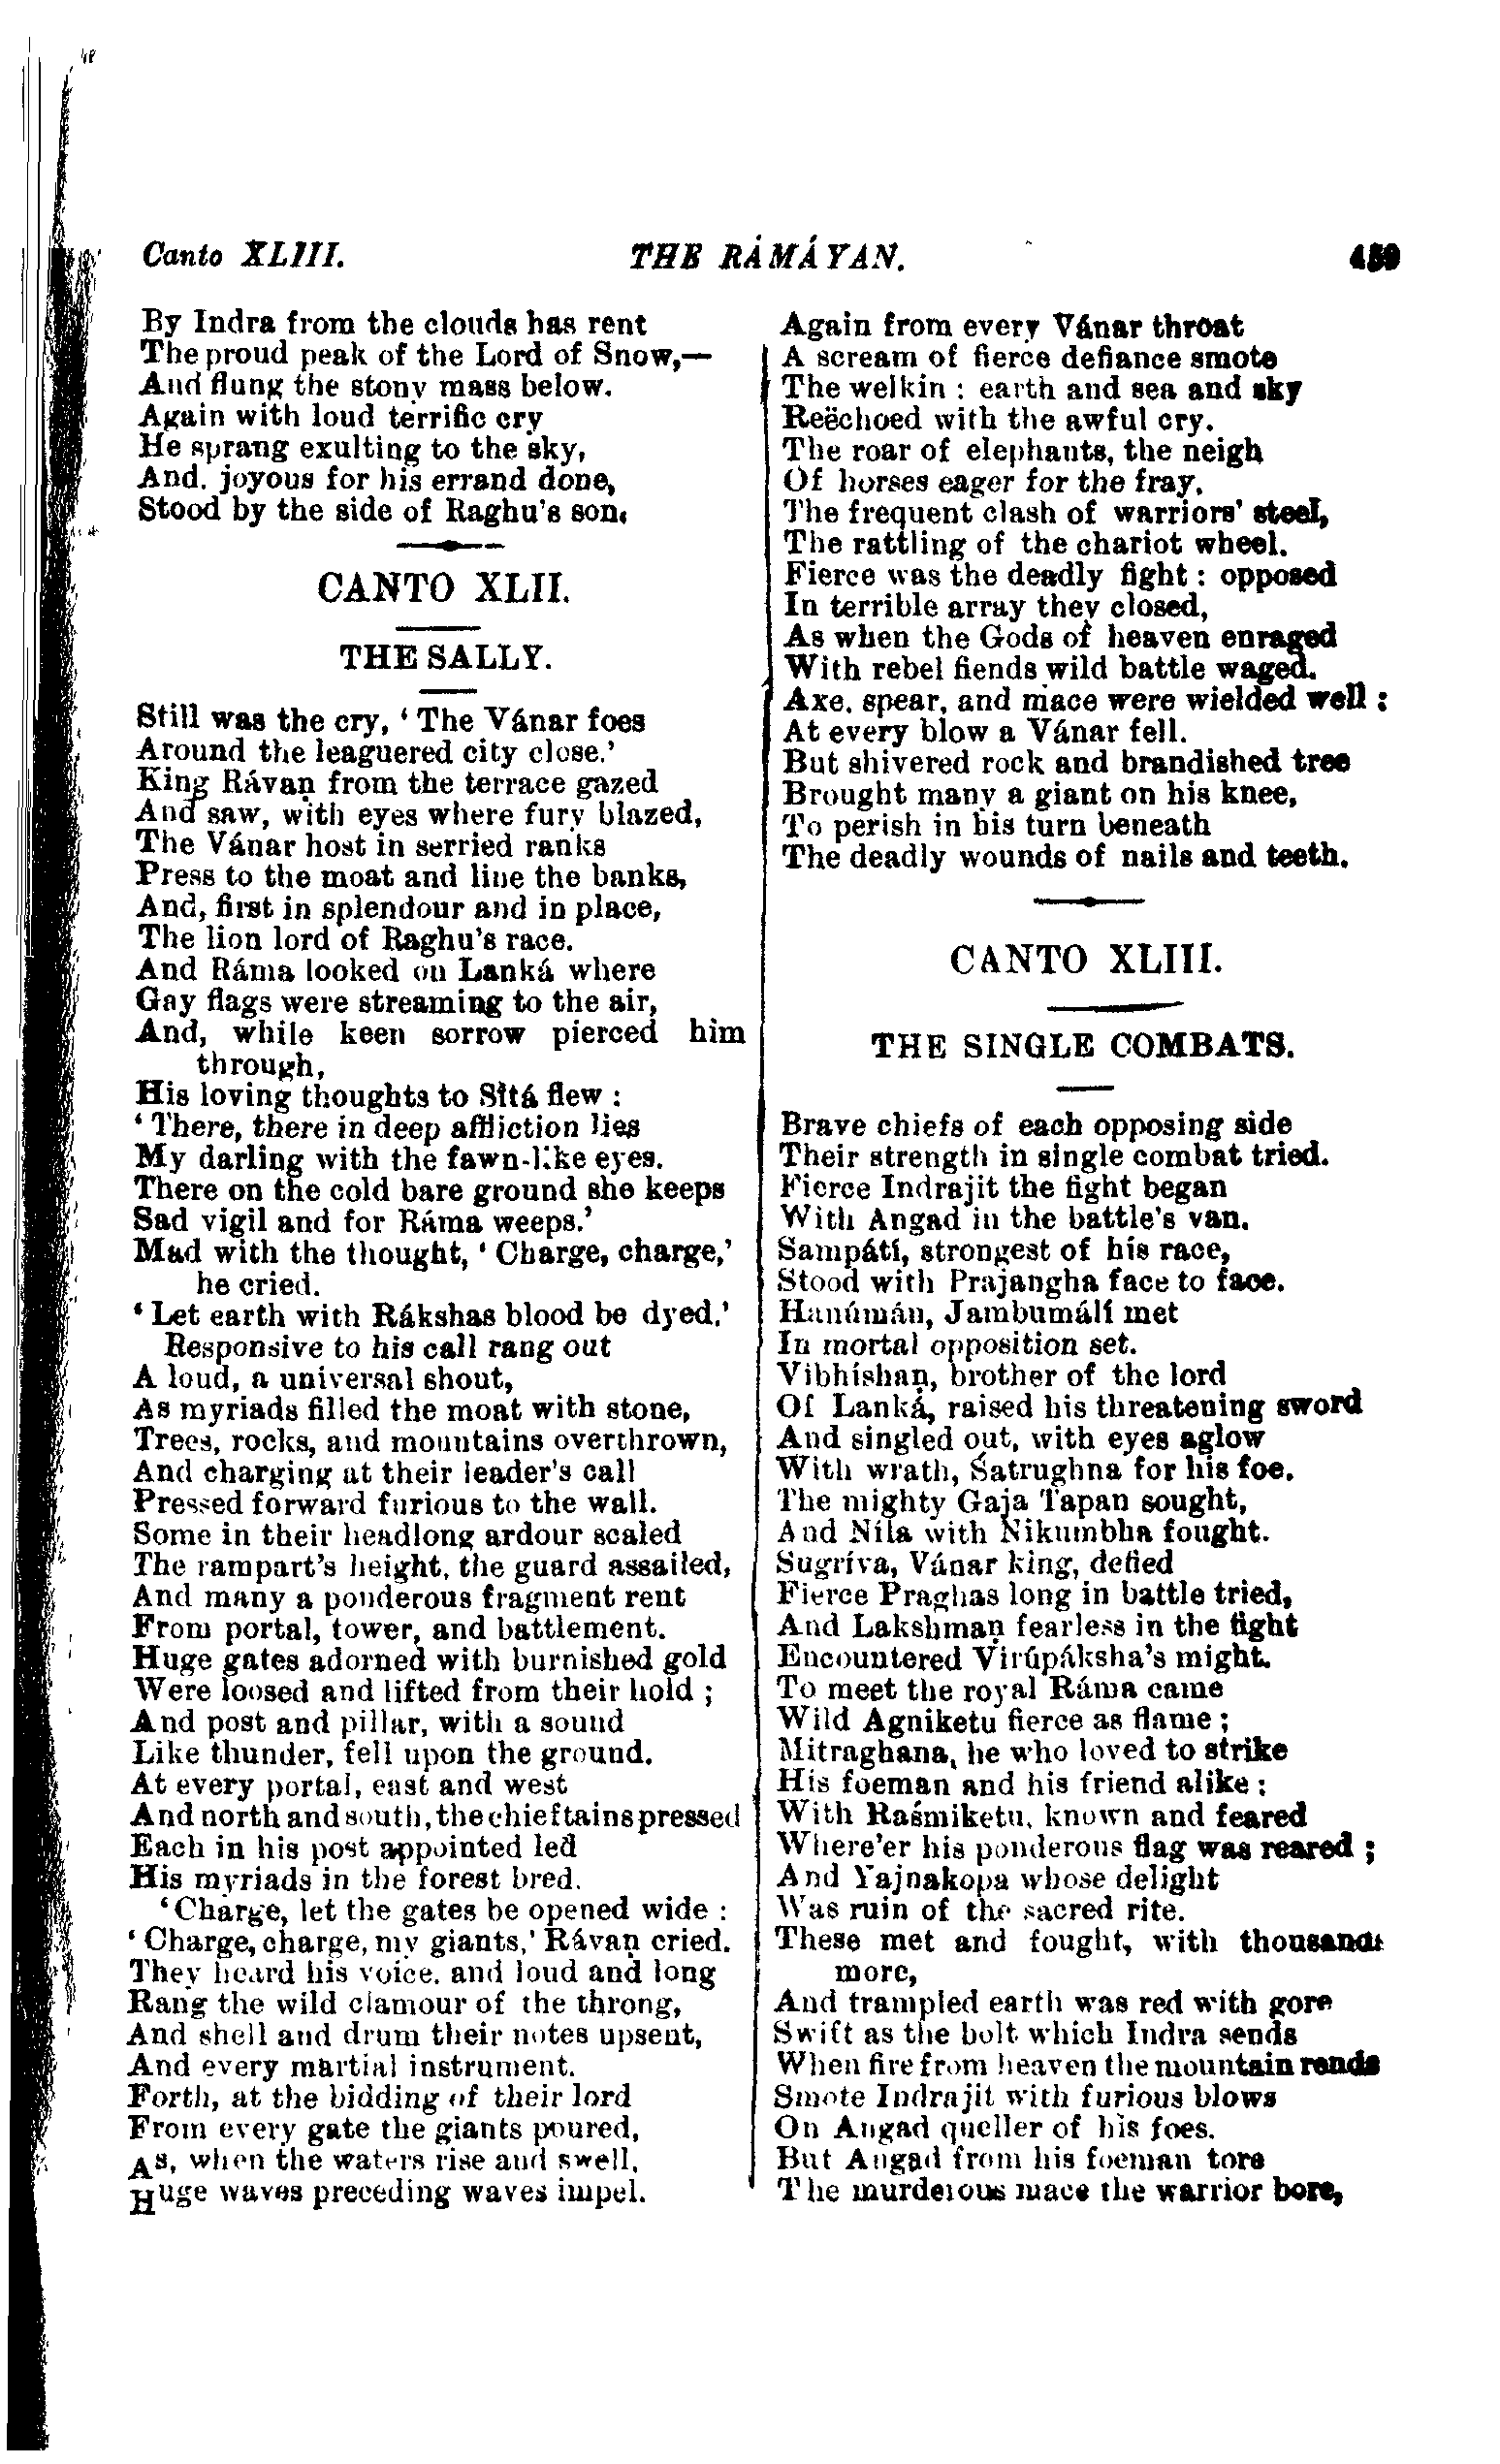 Canto XLIII. THE RÁMÁYAN. 459
By Indra from the clouds has rent
The proud peak of the Lord of Snow,—
And flung the stony mass below.
Again with loud terrific cry
He sprang exulting to the sky,
And. joyous for his errand done,
Stood by the side of Raghu's son.
CANTO XLII.
THE SALLY.
Still was the cry, ‘ The Vánar foes
Around the leaguered city close.’
King Rávaṇ from the terrace gazed
And saw, with eyes where fury blazed,
The Vánar host in serried ranks
Press to the moat and line the banks,
And, first in splendour and in place,
The lion lord of Raghu's race.
And Ráma looked on Lanká where
Gay flags were streaming to the air,
And, while keen sorrow pierced him
through,
His loving thoughts to Sítá flew :
‘ There, there in deep affliction lies
My darling with the fawn-like eyes.
There on the cold bare ground she keeps
Sad vigil and for Ráma weeps.’
Mad with the thought, ‘ Charge, charge,’
he cried.
‘ Let earth with Rákshas blood be dyed.’
Responsive to his call rang out
A loud, a universal shout,
As myriads filled the moat with stone,
Trees, rocks, and mountains overthrown,
And charging at their leader's call
Pressed forward furious to the wall.
Some in their headlong ardour scaled
The rampart's height, the guard assailed,
And many a ponderous fragment rent
From portal, tower, and battlement.
Huge gates adorned with burnished gold
Were loosed and lifted from their hold ;
And post and pillar, with a sound
Like thunder, fell upon the ground.
At every portal, east and west
And north and south, the chieftains pressed
Each in his post appointed led
His myriads in the forest bred.
‘Charge, let the gates be opened wide :
‘ Charge, charge, my giants,’ Rávaṇ cried.
They heard his voice. and loud and long
Rang the wild clamour of the throng,
And shell and drum their notes upsent,
And every martial instrument.
Forth, at the bidding of their lord
From every gate the giants poured,
As, when the waters rise and swell,
Huge waves preceding waves impel.
Again from every Vánar throat
A scream of fierce defiance smote
The welkin : earth and sea and sky
Reëchoed with the awful cry.
The roar of elephants, the neigh
Of horses eager for the fray,
The frequent clash of warriors' steel,
The rattling of the chariot wheel.
Fierce was the deadly fight : opposed
In terrible array they closed,
As when the Gods of heaven enraged
With rebel fiends wild battle waged.
Axe. spear, and mace were wielded well :
At every blow a Vánar fell.
But shivered rock and brandished tree
Brought many a giant on his knee,
To perish in his turn beneath
The deadly wounds of nails and teeth.
CANTO XLIII.
THE SINGLE COMBATS.
Brave chiefs of each opposing side
Their strength in single combat tried.
Fierce Indrajít the fight began
With Angad in the battle's van.
Sampátí, strongest of his race,
Stood with Prajangha face to face.
Hanúmán, Jambumálí met
In mortal opposition set.
Vibhíshaṇ, brother of the lord
Of Lanká, raised his threatening sword
And singled out, with eyes aglow
With wrath, Śatrughna for his foe.
The mighty Gaja Tapan sought,
And Níla with Nikumbha fought.
Sugríva, Vánar king, defied
Fierce Praghas long in battle tried,
And Lakshmaṇ fearless in the fight
Encountered Virúpáksha's might.
To meet the royal Ráma came
Wild Agniketu fierce as flame ;
Mitraghana, he who loved to strike
His foeman and his friend alike :
With Raśmiketu, known and feared
Where'er his ponderous flag was reared ;
And Yajnakopa whose delight
Was ruin of the sacred rite.
These met and fought, with thousands
more,
And trampled earth was red with gore
Swift as the bolt which Indra sends
When fire from heaven the mountain rends
Smote Indrajít with furious blows
On Angad queller of his foes.
But Angad from his foeman tore
The murderous mace the warrior bore,